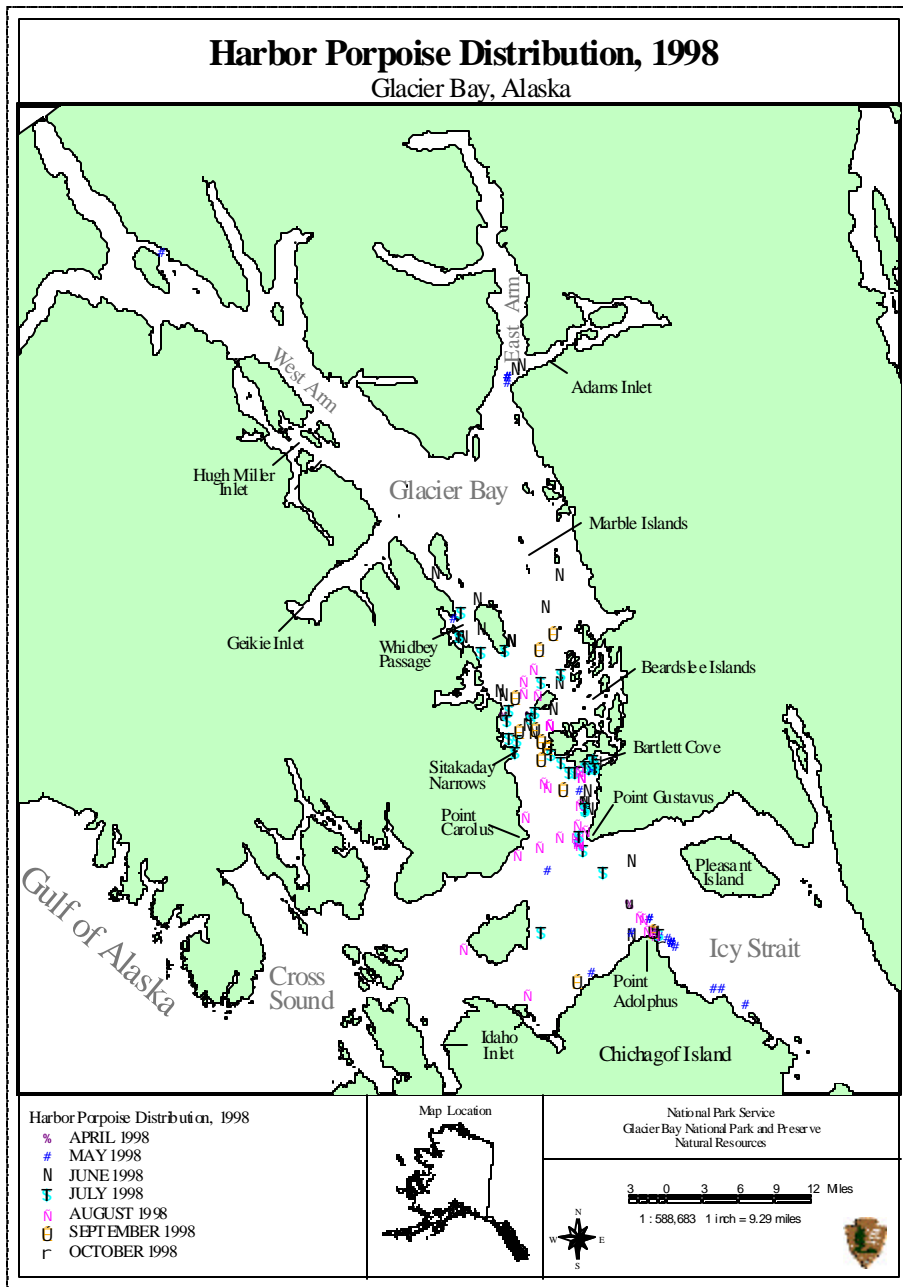 Harbor Porpoise Distribution, 1998
Glacier Bay, Alaska
East Arm
West Arm
Adams Inlet
Hugh Miller
Inlet
Glacier Bay
Marble Islands
Geikie Inlet
Whidbey
Passage
Beardslee Islands
Bartlett Cove
Sitakaday
Narrows
Point Gustavus
Point
Carolus
Pleasant
Island
Gulf of Alaska
Cross
Sound
Icy Strait
Point
Adolphus
Idaho
Inlet
Chichagof Island
Harbor Porpoise Distribution, 1998
% APRIL 1998
# MAY 1998
N JUNE 1998
T JULY 1998
Ñ AUGUST 1998
Ú SEPTEMBER 1998
r OCTOBER 1998
Map Location
National Park Service
Glacier Bay National Park and Preserve
Natural Resources
3 0 3 6 9 12 Miles
1 : 588,683 1 inch = 9.29 miles
N
W E
S